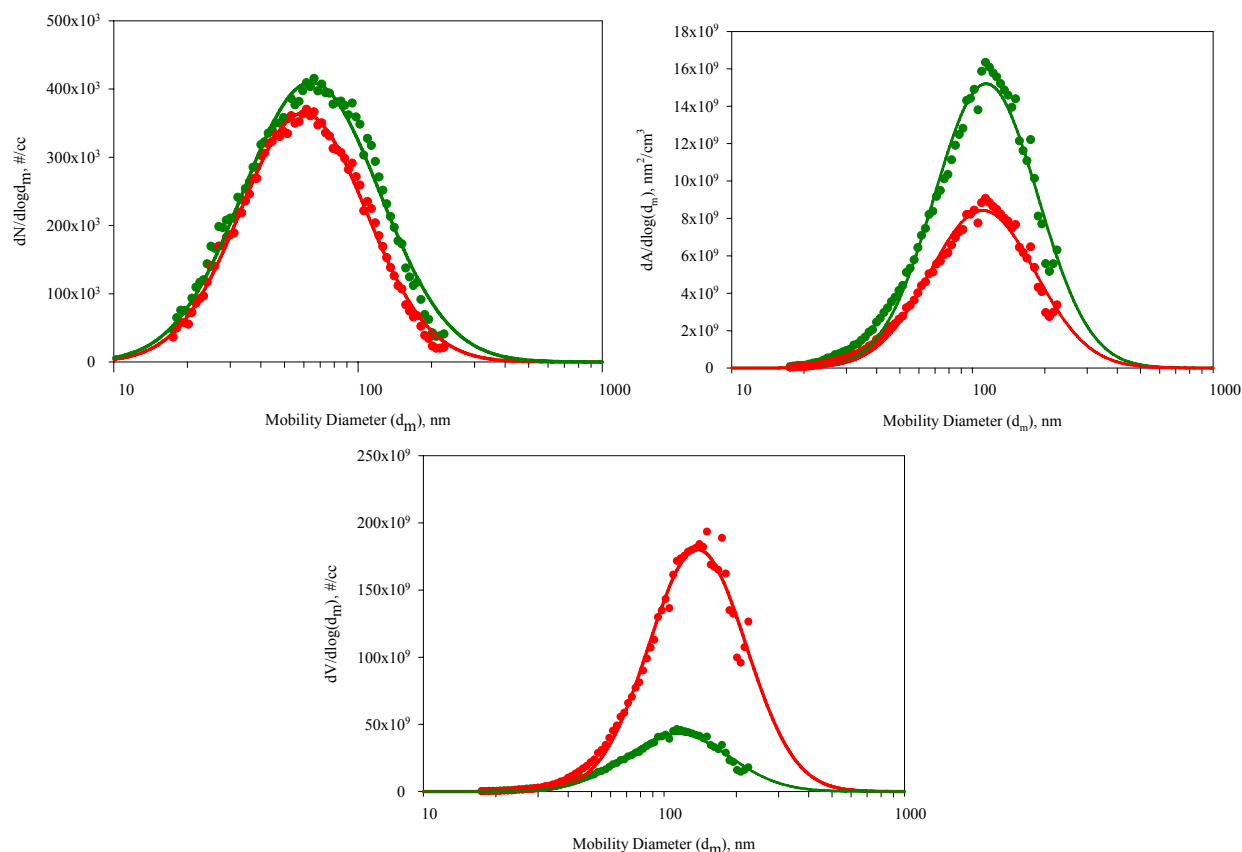 500x10³
400x10³
300x10³
200x10³
100x10³
0
dN/dlogdm, #/cc
10
100
1000
Mobility Diameter (dm), nm
18x10⁹
16x10⁹
14x10⁹
12x10⁹
10x10⁹
8x10⁹
6x10⁹
4x10⁹
2x10⁹
0
dA/dlog(dm), nm²/cm³
10
100
1000
Mobility Diameter (dm), nm
250x10⁹
200x10⁹
150x10⁹
100x10⁹
50x10⁹
0
dV/dlog(dm), #/cc
10
100
1000
Mobility Diameter (dm), nm